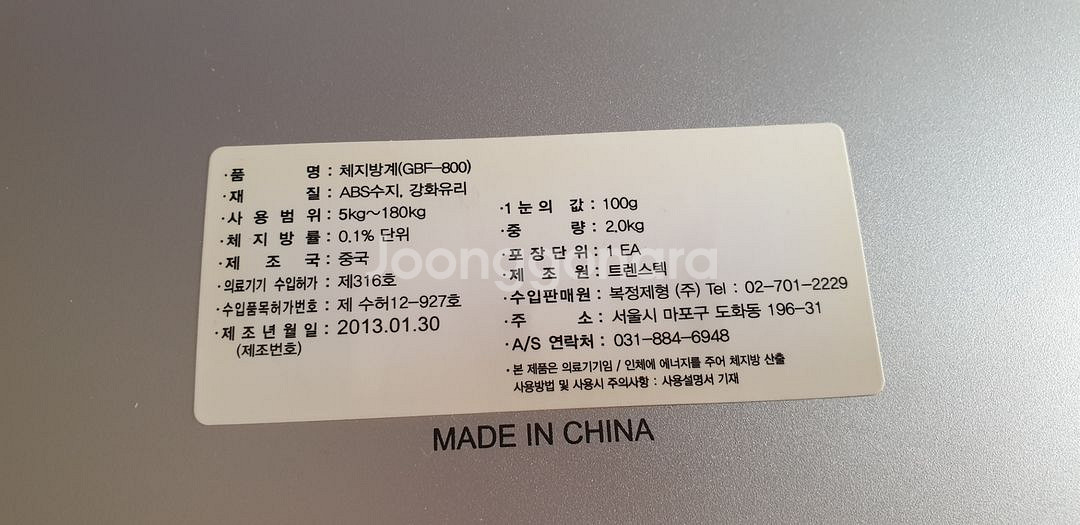 ·품 명 : 체지방계(GBF-800)
·재 질 : ABS수지, 강화유리
·사 용 범 위 : 5kg~180kg
·체 지 방 률 : 0.1% 단위
·제 조 국 : 중국
·의료기기 수입허가 : 제316호
·수입품목허가번호 : 제 수허12-927호
·제 조 년 월 일 : 2013.01.30
(제조번호)
·1 눈 의 값 : 100g
·중 량 : 2.0kg
·포 장 단 위 : 1 EA
·제 조 원 : 트렌스텍
·수입판매원 : 복정제형 (주) Tel : 02-701-2229
·주 소 : 서울시 마포구 도화동 196-31
·A/S 연락처 : 031-884-6948
·본 제품은 의료기기임 / 인체에 에너지를 주어 체지방 산출
사용방법 및 사용시 주의사항 : 사용설명서 기재
Joonggonara
MADE IN CHINA